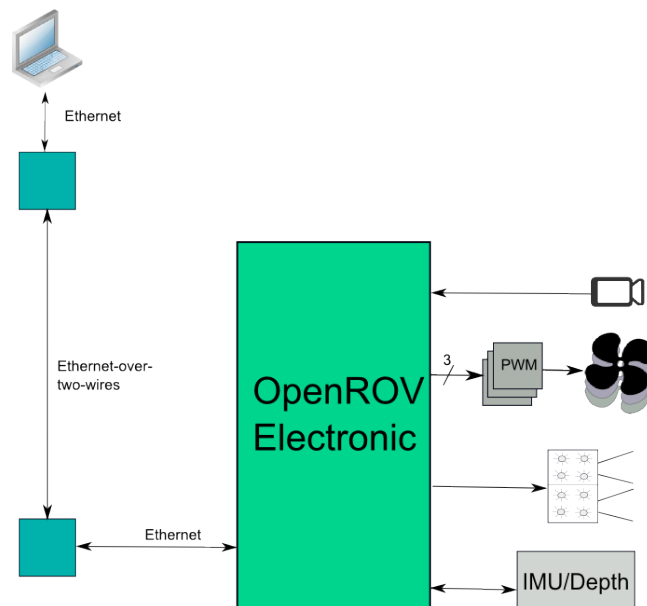 Ethernet
Ethernet-over-
two-wires
Ethernet
OpenROV
Electronic
3
PWM
IMU/Depth